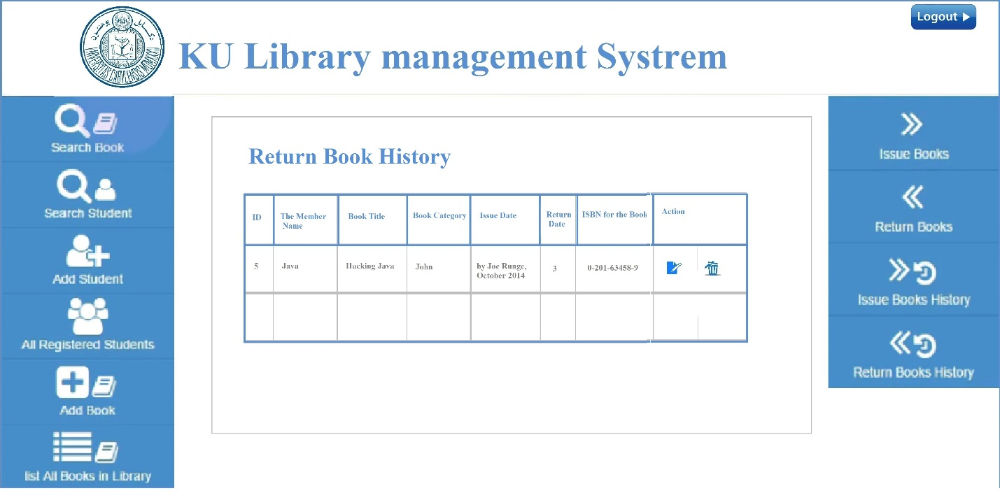 Logout
KU Library management Systrem
Search Book
Search Student
Add Student
All Registered Students
Add Book
list All Books in Library
Return Book History
ID
The Member
Name
Book Title
Book Category
Issue Date
Return
Date
ISBN for the Book
Action
5
Java
Hacking Java
John
by Joe Runge,
October 2014
3
0-201-63458-9
Issue Books
Return Books
Issue Books History
Return Books History